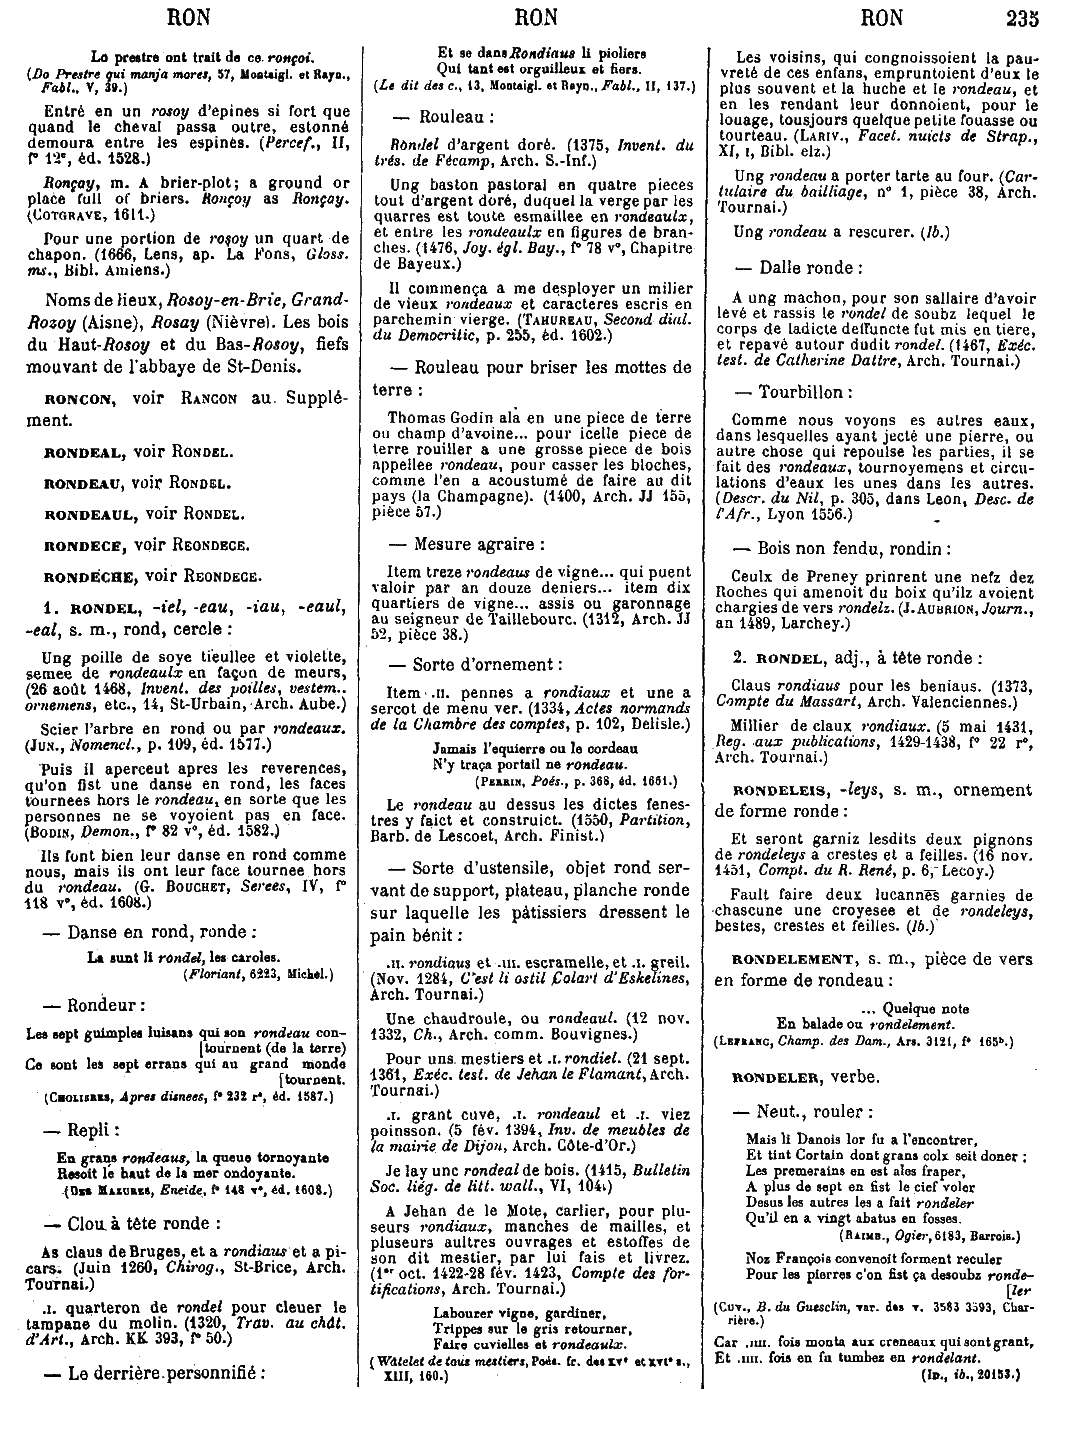 RON
RON
RON 235
Lo prestre ont trait de ce ronçoi.
(Do Prestre qui manja mores, 57, Montaigl. et Rayn.,
Fabl., V, 39.)
Entré en un rosoy d'epines si fort que
quand le cheval passa outre, estonné
demoura entre les espines. (Percef., II,
f° 12ᵉ, éd. 1528.)
Ronçay, m. A brier-plot; a ground or
place full of briers. Ronçoy as Ronçay.
(COTGRAVE, 1611.)
Pour une portion de rosoy un quart de
chapon. (1666, Lens, ap. La Fons, Gloss.
ms., Bibl. Amiens.)
Noms de lieux, Rosoy-en-Brie, Grand-
Rozoy (Aisne), Rosay (Nièvre). Les bois
du Haut-Rosoy et du Bas-Rosoy, fiefs
mouvant de l'abbaye de St-Denis.
RONCON, voir RANCON au Supplé-
ment.
RONDEAL, voir RONDEL.
RONDEAU, voir RONDEL.
RONDEAUL, voir RONDEL.
RONDECE, voir REONDECE.
RONDECHE, voir REONDECE.
1. RONDEL, -iel, -eau, -iau, -eaul,
-eal, s. m., rond, cercle :
Ung poille de soye tieullee et violette,
semee de rondeaulx en façon de meurs,
(26 août 1468, Invent. des poilles, vestem..
ornemens, etc., 14, St-Urbain, Arch. Aube.)
Scier l'arbre en rond ou par rondeaux.
(JUN., Nomencl., p. 109, éd. 1577.)
Puis il aperceut apres les reverences,
qu'on fist une danse en rond, les faces
tournees hors le rondeau, en sorte que les
personnes ne se voyoient pas en face.
(BODIN, Demon., f° 82 v°, éd. 1582.)
Ils font bien leur danse en rond comme
nous, mais ils ont leur face tournee hors
du rondeau. (G. BOUCHET, Serees, IV, f°
118 v°, éd. 1608.)
— Danse en rond, ronde :
La sunt li rondel, les caroles.
(Floriant, 6223, Michel.)
— Rondeur :
Les sept guimples luisans qui son rondeau con-
[tournent (de la terre)
Ce sont les sept errans qui au grand monde
[tournent.
(CHOLIERES, Apres disnees, f° 232 r°, éd. 1587.)
— Repli :
En grans rondeaus, la queue tornoyante
Resoit le haut de la mer ondoyante.
(DES MAZURES, Eneide, f° 148 v°, éd. 1608.)
— Clou à tête ronde :
As claus de Bruges, et a rondiaus et a pi-
cars. (Juin 1260, Chirog., St-Brice, Arch.
Tournai.)
.I. quarteron de rondel pour cleuer le
tampane du molin. (1320, Trav. au chât.
d'Art., Arch. KK 393, f° 50.)
— Le derrière personnifié :
Et se dans Rondiaus li pioliers
Qui tant est orguilleux et fiers.
(Le dit des c., 13, Montaigl. et Rayn., Fabl., II, 137.)
— Rouleau :
Rondel d'argent doré. (1375, Invent. du
trés. de Fécamp, Arch. S.-Inf.)
Ung baston pastoral en quatre pieces
tout d'argent doré, duquel la verge par les
quarres est toute esmaillee en rondeaulx,
et entre les rondeaulx en figures de bran-
ches. (1476, Joy. égl. Bay., f° 78 v°, Chapitre
de Bayeux.)
Il commença a me desployer un milier
de vieux rondeaux et caracteres escris en
parchemin vierge. (TAHUREAU, Second dial.
du Democritic, p. 255, éd. 1602.)
— Rouleau pour briser les mottes de
terre :
Thomas Godin ala en une piece de terre
ou champ d'avoine... pour icelle piece de
terre rouiller a une grosse piece de bois
appellee rondeau, pour casser les bloches,
comme l'en a acoustumé de faire au dit
pays (la Champagne). (1400, Arch. JJ 155,
pièce 57.)
— Mesure agraire :
Item treze rondeaus de vigne... qui puent
valoir par an douze deniers... item dix
quartiers de vigne... assis ou garonnage
au seigneur de Taillebourc. (1312, Arch. JJ
52, pièce 38.)
— Sorte d'ornement :
Item .II. pennes a rondiaux et une a
sercot de menu ver. (1334, Actes normands
de la Chambre des comptes, p. 102, Delisle.)
Jamais l'equierre ou le cordeau
N'y traça portail ne rondeau.
(PERRIN, Poés., p. 368, éd. 1651.)
Le rondeau au dessus les dictes fenes-
tres y faict et construict. (1550, Partition,
Barb. de Lescoet, Arch. Finist.)
— Sorte d'ustensile, objet rond ser-
vant de support, plateau, planche ronde
sur laquelle les pâtissiers dressent le
pain bénit :
.II. rondiaus et .III. escramelle, et .I. greil.
(Nov. 1284, C'est li ostil Colart d'Eskelines,
Arch. Tournai.)
Une chaudroule, ou rondeaul. (12 nov.
1332, Ch., Arch. comm. Bouvignes.)
Pour uns mestiers et .I. rondiel. (21 sept.
1361, Exéc. test. de Jehan le Flamant, Arch.
Tournai.)
.I. grant cuve, .I. rondeaul et .I. viez
poinsson. (5 fév. 1394, Inv. de meubles de
la mairie de Dijon, Arch. Côte-d'Or.)
Je lay unc rondeal de bois. (1415, Bulletin
Soc. liég. de litt. wall., VI, 104.)
A Jehan de le Mote, carlier, pour plu-
seurs rondiaux, manches de mailles, et
pluseurs aultres ouvrages et estoffes de
son dit mestier, par lui fais et livrez.
(1ᵉʳ oct. 1422-28 fév. 1423, Compte des for-
tifications, Arch. Tournai.)
Labourer vigne, gardiner,
Trippes sur le gris retourner,
Faire cuvielles et rondeaulx.
(Watelet de tous mestiers, Poés. fr. des XVᵉ et XVIᵉ s.,
XIII, 160.)
Les voisins, qui congnoissoient la pau-
vreté de ces enfans, empruntoient d'eux le
plus souvent et la huche et le rondeau, et
en les rendant leur donnoient, pour le
louage, tousjours quelque petite fouasse ou
tourteau. (LARIV., Facet. nuicts de Strap.,
XI, I, Bibl. elz.)
Ung rondeau a porter tarte au four. (Car-
tulaire du bailliage, n° 1, pièce 38, Arch.
Tournai.)
Ung rondeau a rescurer. (Ib.)
— Dalle ronde :
A ung machon, pour son sallaire d'avoir
levé et rassis le rondel de soubz lequel le
corps de ladicte deffuncte fut mis en tiere,
et repavé autour dudit rondel. (1467, Exéc.
test. de Catherine Dattre, Arch. Tournai.)
— Tourbillon :
Comme nous voyons es autres eaux,
dans lesquelles ayant jecté une pierre, ou
autre chose qui repoulse les parties, il se
fait des rondeaux, tournoyemens et circu-
lations d'eaux les unes dans les autres.
(Descr. du Nil, p. 305, dans Leon, Desc. de
l'Afr., Lyon 1556.)
— Bois non fendu, rondin :
Ceulx de Preney prinrent une nefz dez
Roches qui amenoit du boix qu'ilz avoient
chargies de vers rondelz. (J. AUBRION, Journ.,
an 1489, Larchey.)
2. RONDEL, adj., à tête ronde :
Claus rondiaus pour les beniaus. (1373,
Compte du Massart, Arch. Valenciennes.)
Millier de claux rondiaux. (5 mai 1431,
Reg. aux publications, 1429-1438, f° 22 r°,
Arch. Tournai.)
RONDELEIS, -leys, s. m., ornement
de forme ronde :
Et seront garniz lesdits deux pignons
de rondeleys a crestes et a feilles. (16 nov.
1451, Compt. du R. René, p. 6, Lecoy.)
Fault faire deux lucannēs garnies de
chascune une croyesee et de rondeleys,
bestes, crestes et feilles. (Ib.)
RONDELEMENT, s. m., pièce de vers
en forme de rondeau :
... Quelque note
En balade ou rondelement.
(LEFRANC, Champ. des Dam., Ars. 3121, f° 165ᵇ.)
RONDELER, verbe.
— Neut., rouler :
Mais li Danois lor fu a l'encontrer,
Et tint Cortain dont grans colx seit doner ;
Les premerains en est ales fraper,
A plus de sept en fist le cief voler
Desus les autres les a fait rondeler
Qu'il en a vingt abatus en fosses.
(RAIMB., Ogier, 6183, Barrois.)
Noz François convenoit forment reculer
Pour les pierres c'on fist ça desoubz ronde-
[ler
(CUV., B. du Guesclin, var. des v. 3583 3593, Char-
rière.)
Car .IIII. fois monta aux creneaux qui sont grant,
Et .IIII. fois en fu tumbez en rondelant.
(ID., ib., 20153.)